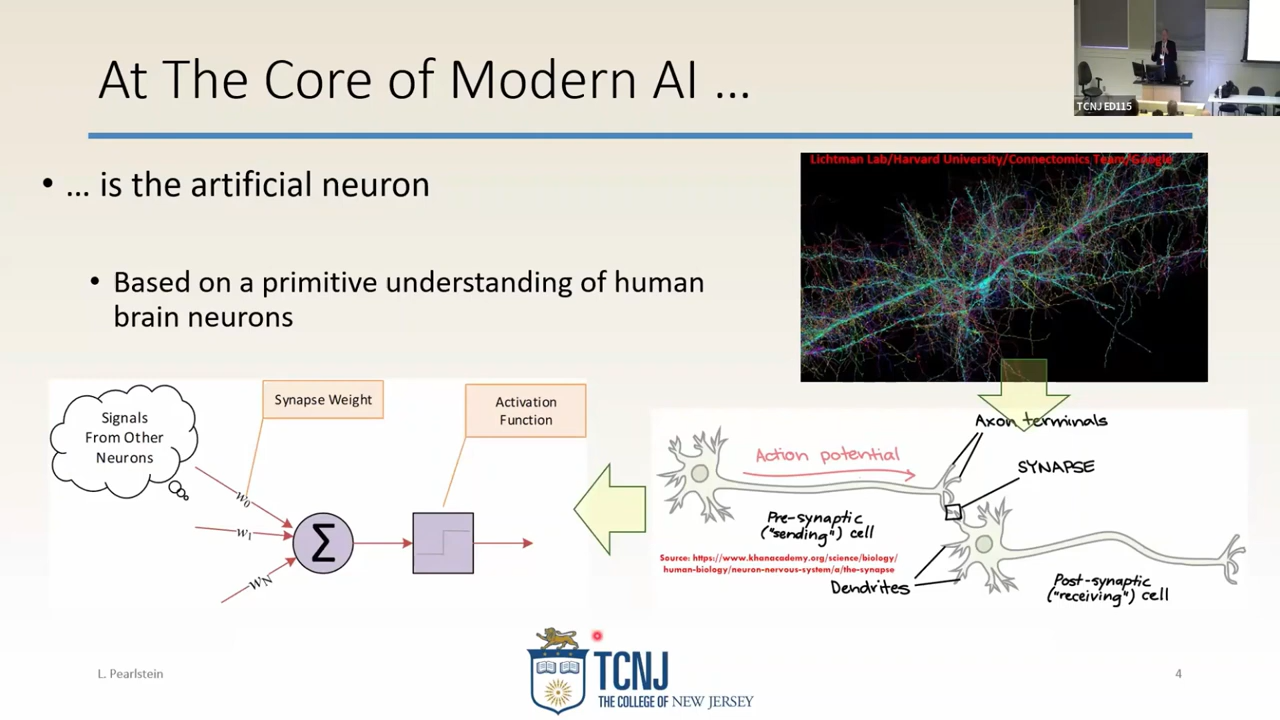 At The Core of Modern AI ...
TCNJ ED115
• ... is the artificial neuron
• Based on a primitive understanding of human
brain neurons
Lichtman Lab/Harvard University/Connectomics Team/Google
Signals
From Other
Neurons
Synapse Weight
Activation
Function
w0
w1
wN
Σ
Axon terminals
Action potential
SYNAPSE
Pre-synaptic
("sending") cell
Source: https://www.khanacademy.org/science/biology/
human-biology/neuron-nervous-system/a/the-synapse
Dendrites
Post-synaptic
("receiving") cell
L. Pearlstein
TCNJ
THE COLLEGE OF NEW JERSEY
4